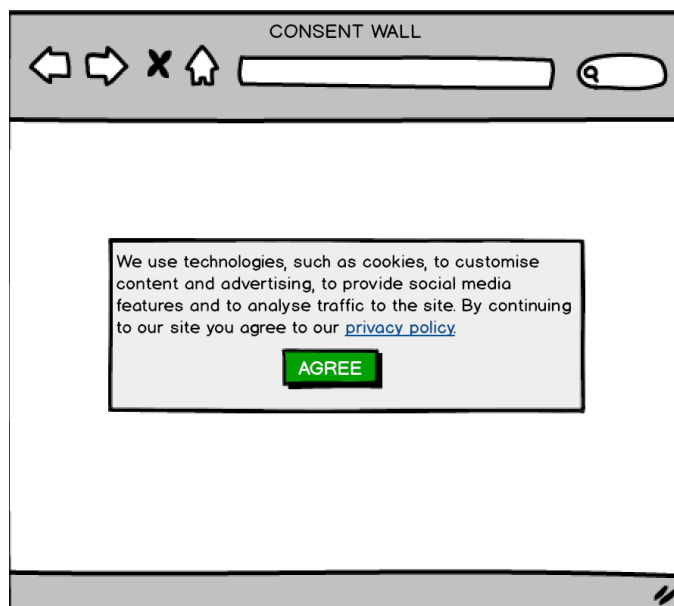 CONSENT WALL
We use technologies, such as cookies, to customise
content and advertising, to provide social media
features and to analyse traffic to the site. By continuing
to our site you agree to our privacy policy.
AGREE